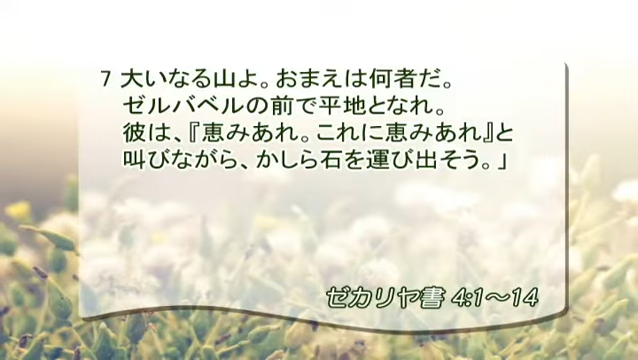 7 大いなる山よ。おまえは何者だ。
ゼルバベルの前で平地となれ。
彼は、『恵みあれ。これに恵みあれ』と
叫びながら、かしら石を運び出そう。」
ゼカリヤ書 4:1～14